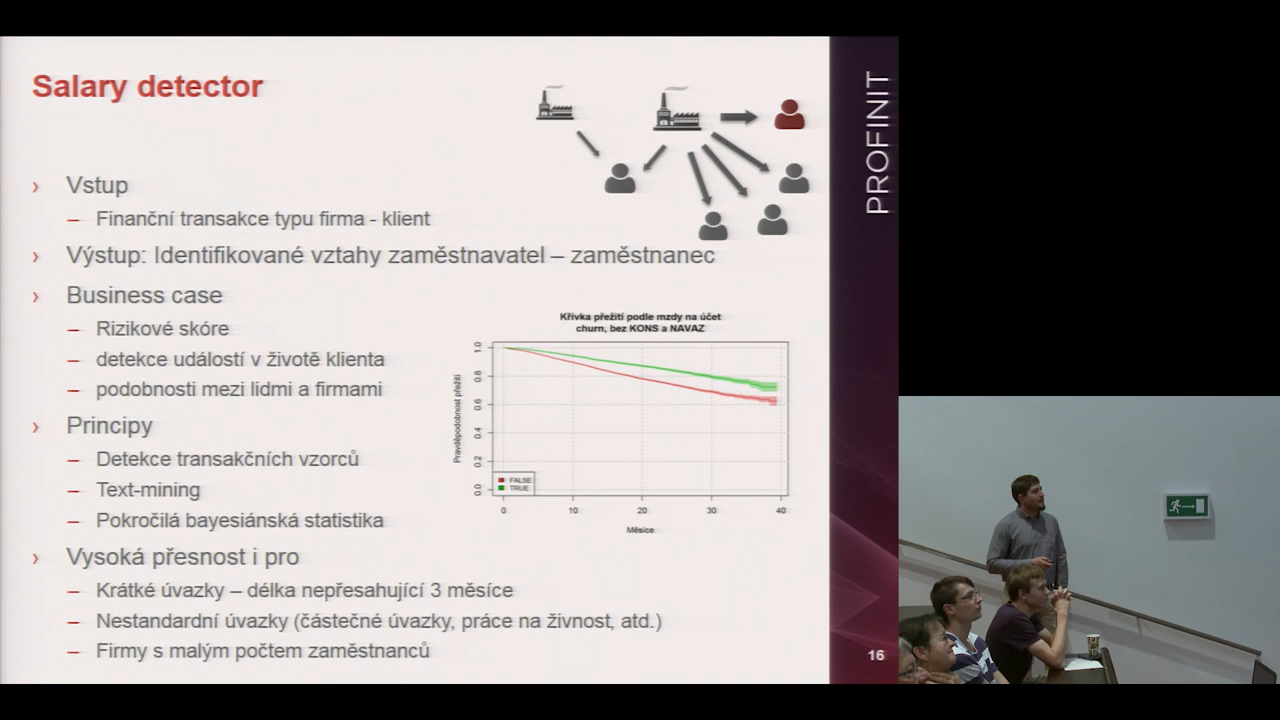 Salary detector
PROFINIT
› Vstup
– Finanční transakce typu firma - klient
› Výstup: Identifikované vztahy zaměstnavatel – zaměstnanec
› Business case
– Rizikové skóre
– detekce událostí v životě klienta
– podobnosti mezi lidmi a firmami
› Principy
– Detekce transakčních vzorců
– Text-mining
– Pokročilá bayesiánská statistika
› Vysoká přesnost i pro
– Krátké úvazky – délka nepřesahující 3 měsíce
– Nestandardní úvazky (částečné úvazky, práce na živnost, atd.)
– Firmy s malým počtem zaměstnanců
Křivka přežití podle mzdy na účet
churn, bez KONS a NAVAZ
Pravděpodobnost přežití
1.0
0.8
0.6
0.4
0.2
0.0
FALSE
TRUE
0 10 20 30 40
Měsíce
16